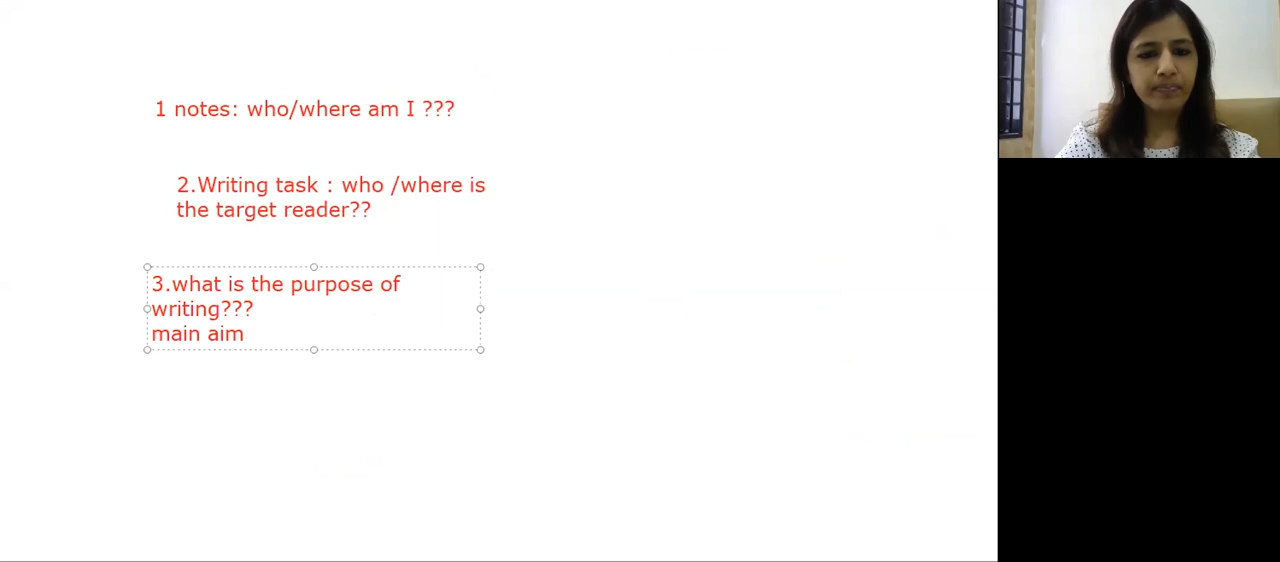 1 notes: who/where am I ???
2.Writing task : who /where is
the target reader??
3.what is the purpose of
writing???
main aim